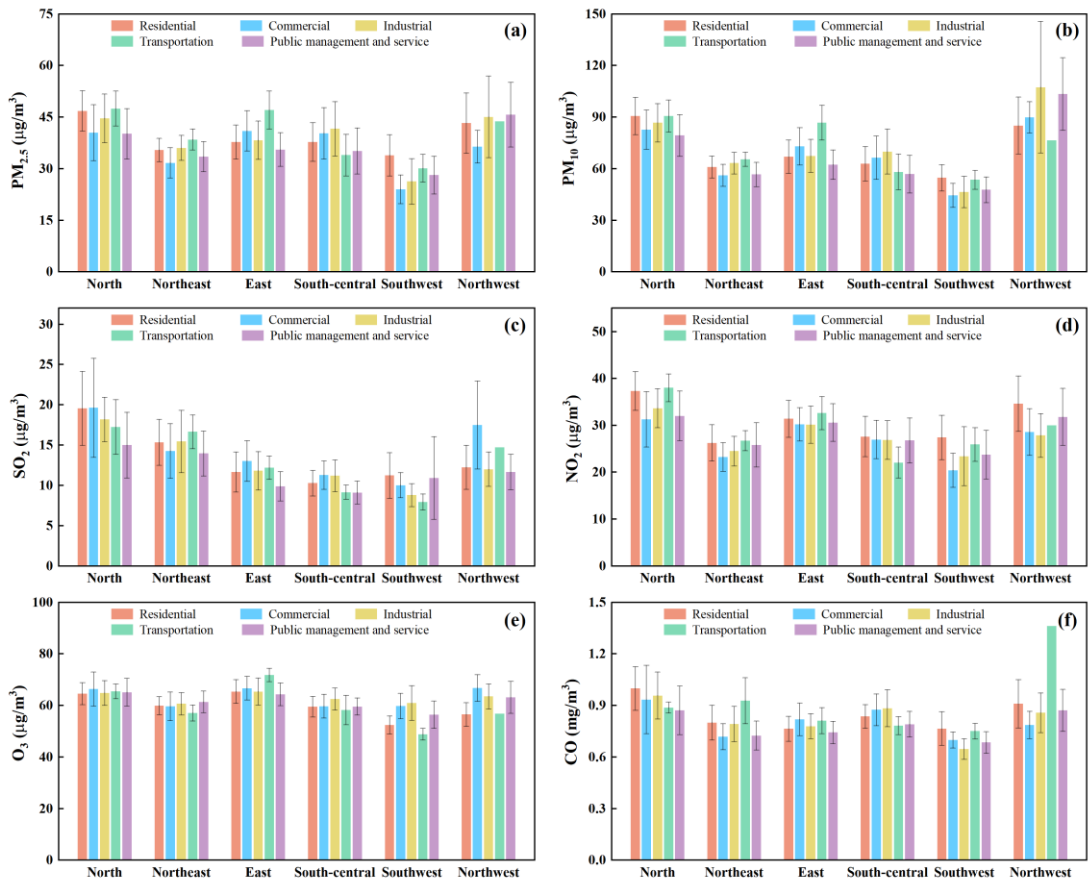 75
60
45
30
15
0
PM2.5 (μg/m³)
Residential Commercial Industrial
Transportation Public management and service
(a)
North Northeast East South-central Southwest Northwest
150
120
90
60
30
0
PM10 (μg/m³)
Residential Commercial Industrial
Transportation Public management and service
(b)
North Northeast East South-central Southwest Northwest
30
25
20
15
10
5
0
SO2 (μg/m³)
Residential Commercial Industrial
Transportation Public management and service
(c)
North Northeast East South-central Southwest Northwest
50
40
30
20
10
0
NO2 (μg/m³)
Residential Commercial Industrial
Transportation Public management and service
(d)
North Northeast East South-central Southwest Northwest
100
80
60
40
20
0
O3 (μg/m³)
Residential Commercial Industrial
Transportation Public management and service
(e)
North Northeast East South-central Southwest Northwest
1.5
1.2
0.9
0.6
0.3
0.0
CO (mg/m³)
Residential Commercial Industrial
Transportation Public management and service
(f)
North Northeast East South-central Southwest Northwest